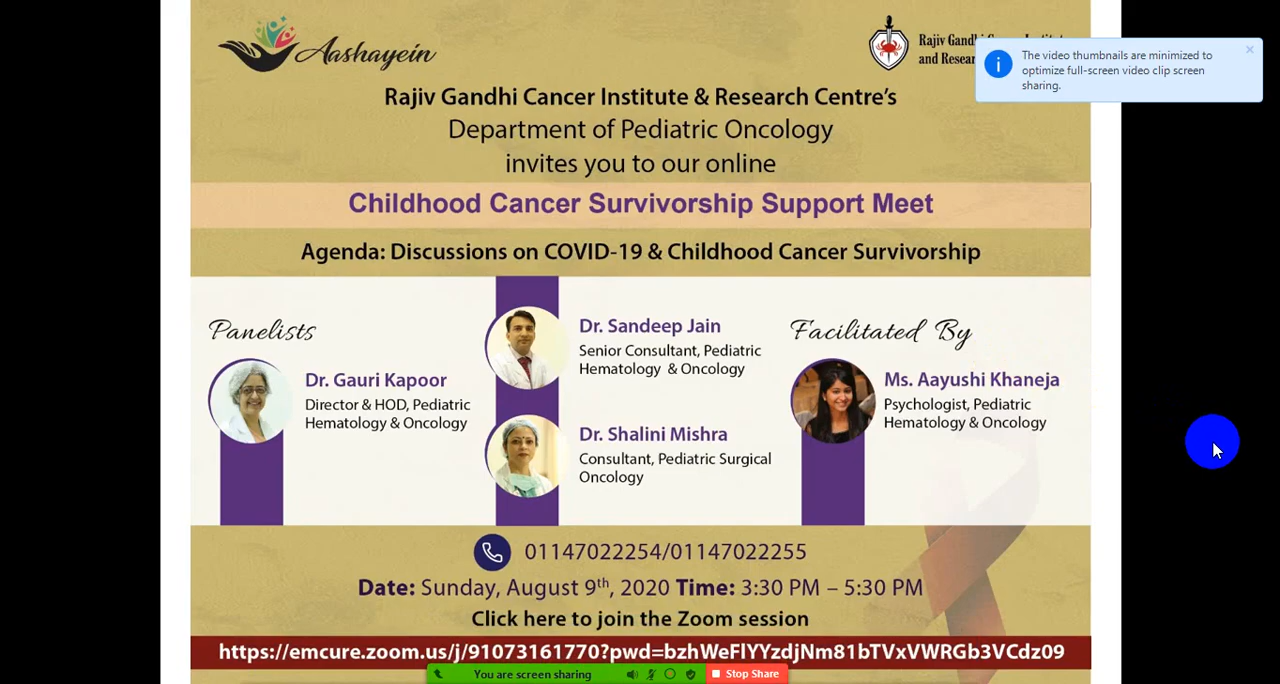 Aashayein
Rajiv Gandhi
and Resear
The video thumbnails are minimized to
optimize full-screen video clip screen
sharing.
Rajiv Gandhi Cancer Institute & Research Centre's
Department of Pediatric Oncology
invites you to our online
Childhood Cancer Survivorship Support Meet
Agenda: Discussions on COVID-19 & Childhood Cancer Survivorship
Panelists
Dr. Gauri Kapoor
Director & HOD, Pediatric
Hematology & Oncology
Dr. Sandeep Jain
Senior Consultant, Pediatric
Hematology & Oncology
Dr. Shalini Mishra
Consultant, Pediatric Surgical
Oncology
Facilitated By
Ms. Aayushi Khaneja
Psychologist, Pediatric
Hematology & Oncology
01147022254/01147022255
Date: Sunday, August 9th, 2020 Time: 3:30 PM – 5:30 PM
Click here to join the Zoom session
https://emcure.zoom.us/j/91073161770?pwd=bzhWeFlYYzdjNm81bTVxVWRGb3VCdz09
You are screen sharing
Stop Share